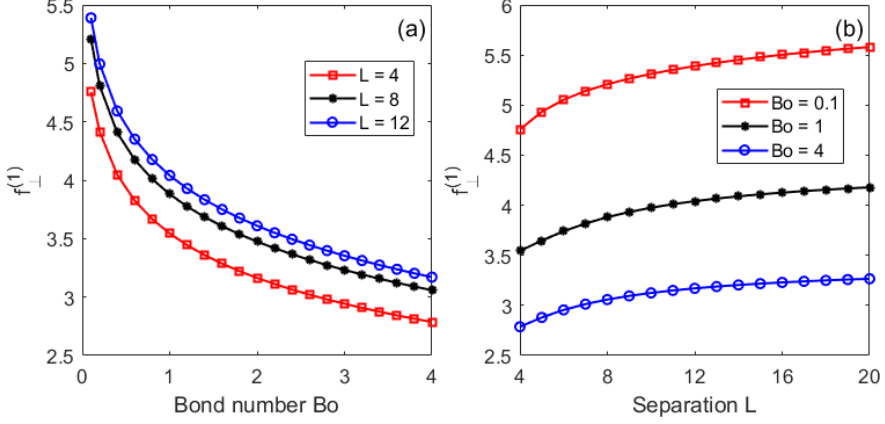 (a)
L = 4
L = 8
L = 12
5.5
5
4.5
4
3.5
3
2.5
0 1 2 3 4
f⊥(1)
Bond number Bo
(b)
Bo = 0.1
Bo = 1
Bo = 4
6
5.5
5
4.5
4
3.5
3
2.5
4 8 12 16 20
f⊥(1)
Separation L